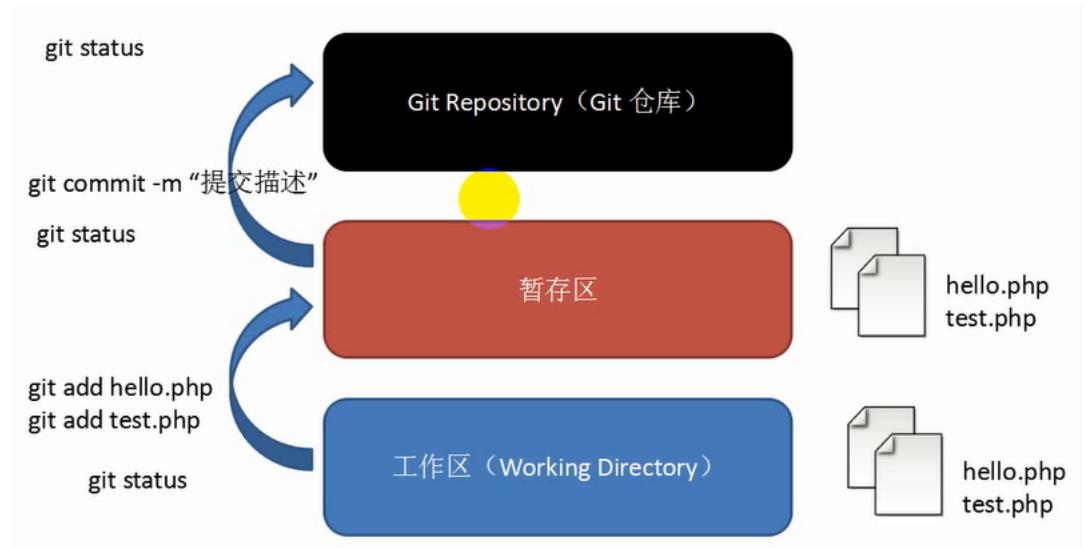 git status
Git Repository（Git 仓库）
git commit -m “提交描述”
git status
暂存区
hello.php
test.php
git add hello.php
git add test.php
工作区（Working Directory）
git status
hello.php
test.php